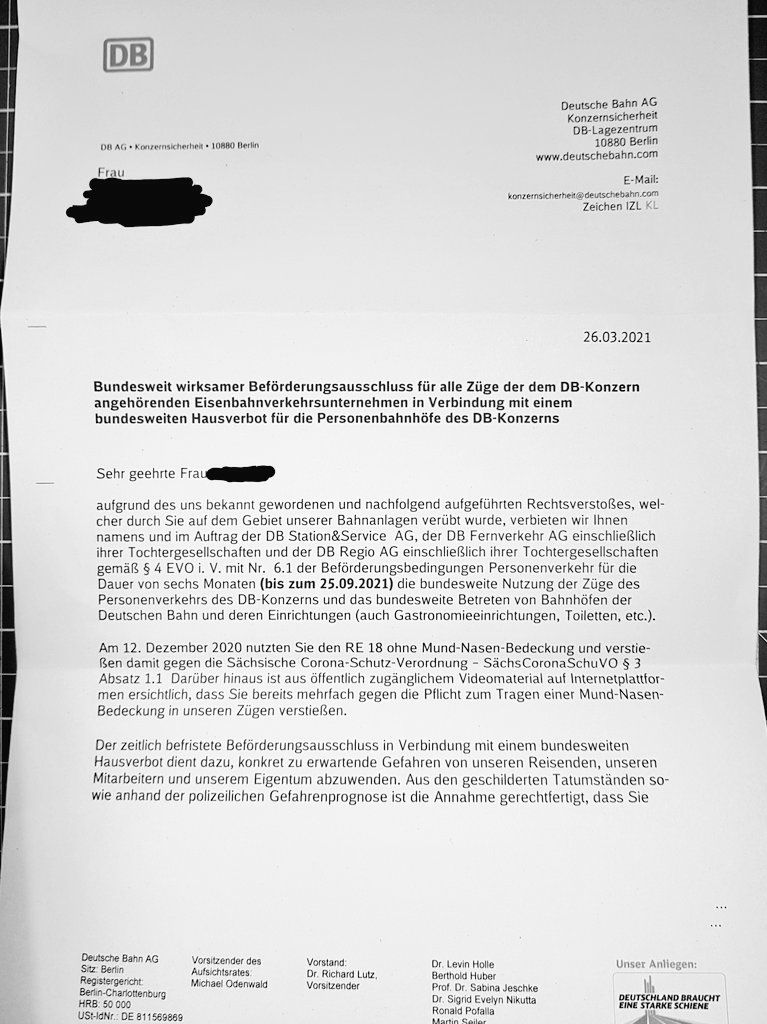 DB
Deutsche Bahn AG
Konzernsicherheit
DB-Lagezentrum
10880 Berlin
www.deutschebahn.com
DB AG • Konzernsicherheit • 10880 Berlin
Frau
E-Mail:
konzernsicherheit@deutschebahn.com
Zeichen IZL KL
26.03.2021
Bundesweit wirksamer Beförderungsausschluss für alle Züge der dem DB-Konzern
angehörenden Eisenbahnverkehrsunternehmen in Verbindung mit einem
bundesweiten Hausverbot für die Personenbahnhöfe des DB-Konzerns
Sehr geehrte Frau
aufgrund des uns bekannt gewordenen und nachfolgend aufgeführten Rechtsverstoßes, wel-
cher durch Sie auf dem Gebiet unserer Bahnanlagen verübt wurde, verbieten wir Ihnen
namens und im Auftrag der DB Station&Service AG, der DB Fernverkehr AG einschließlich
ihrer Tochtergesellschaften und der DB Regio AG einschließlich ihrer Tochtergesellschaften
gemäß § 4 EVO i. V. mit Nr. 6.1 der Beförderungsbedingungen Personenverkehr für die
Dauer von sechs Monaten (bis zum 25.09.2021) die bundesweite Nutzung der Züge des
Personenverkehrs des DB-Konzerns und das bundesweite Betreten von Bahnhöfen der
Deutschen Bahn und deren Einrichtungen (auch Gastronomieeinrichtungen, Toiletten, etc.).
Am 12. Dezember 2020 nutzten Sie den RE 18 ohne Mund-Nasen-Bedeckung und verstie-
ßen damit gegen die Sächsische Corona-Schutz-Verordnung – SächsCoronaSchuVO § 3
Absatz 1.1 Darüber hinaus ist aus öffentlich zugänglichem Videomaterial auf Internetplattfor-
men ersichtlich, dass Sie bereits mehrfach gegen die Pflicht zum Tragen einer Mund-Nasen-
Bedeckung in unseren Zügen verstießen.
Der zeitlich befristete Beförderungsausschluss in Verbindung mit einem bundesweiten
Hausverbot dient dazu, konkret zu erwartende Gefahren von unseren Reisenden, unseren
Mitarbeitern und unserem Eigentum abzuwenden. Aus den geschilderten Tatumständen so-
wie anhand der polizeilichen Gefahrenprognose ist die Annahme gerechtfertigt, dass Sie
...
...
Deutsche Bahn AG
Sitz: Berlin
Registergericht:
Berlin-Charlottenburg
HRB: 50 000
USt-IdNr.: DE 811569869
Vorsitzender des
Aufsichtsrates:
Michael Odenwald
Vorstand:
Dr. Richard Lutz,
Vorsitzender
Dr. Levin Holle
Berthold Huber
Prof. Dr. Sabina Jeschke
Dr. Sigrid Evelyn Nikutta
Ronald Pofalla
Martin Seiler
Unser Anliegen:
DEUTSCHLAND BRAUCHT
EINE STARKE SCHIENE